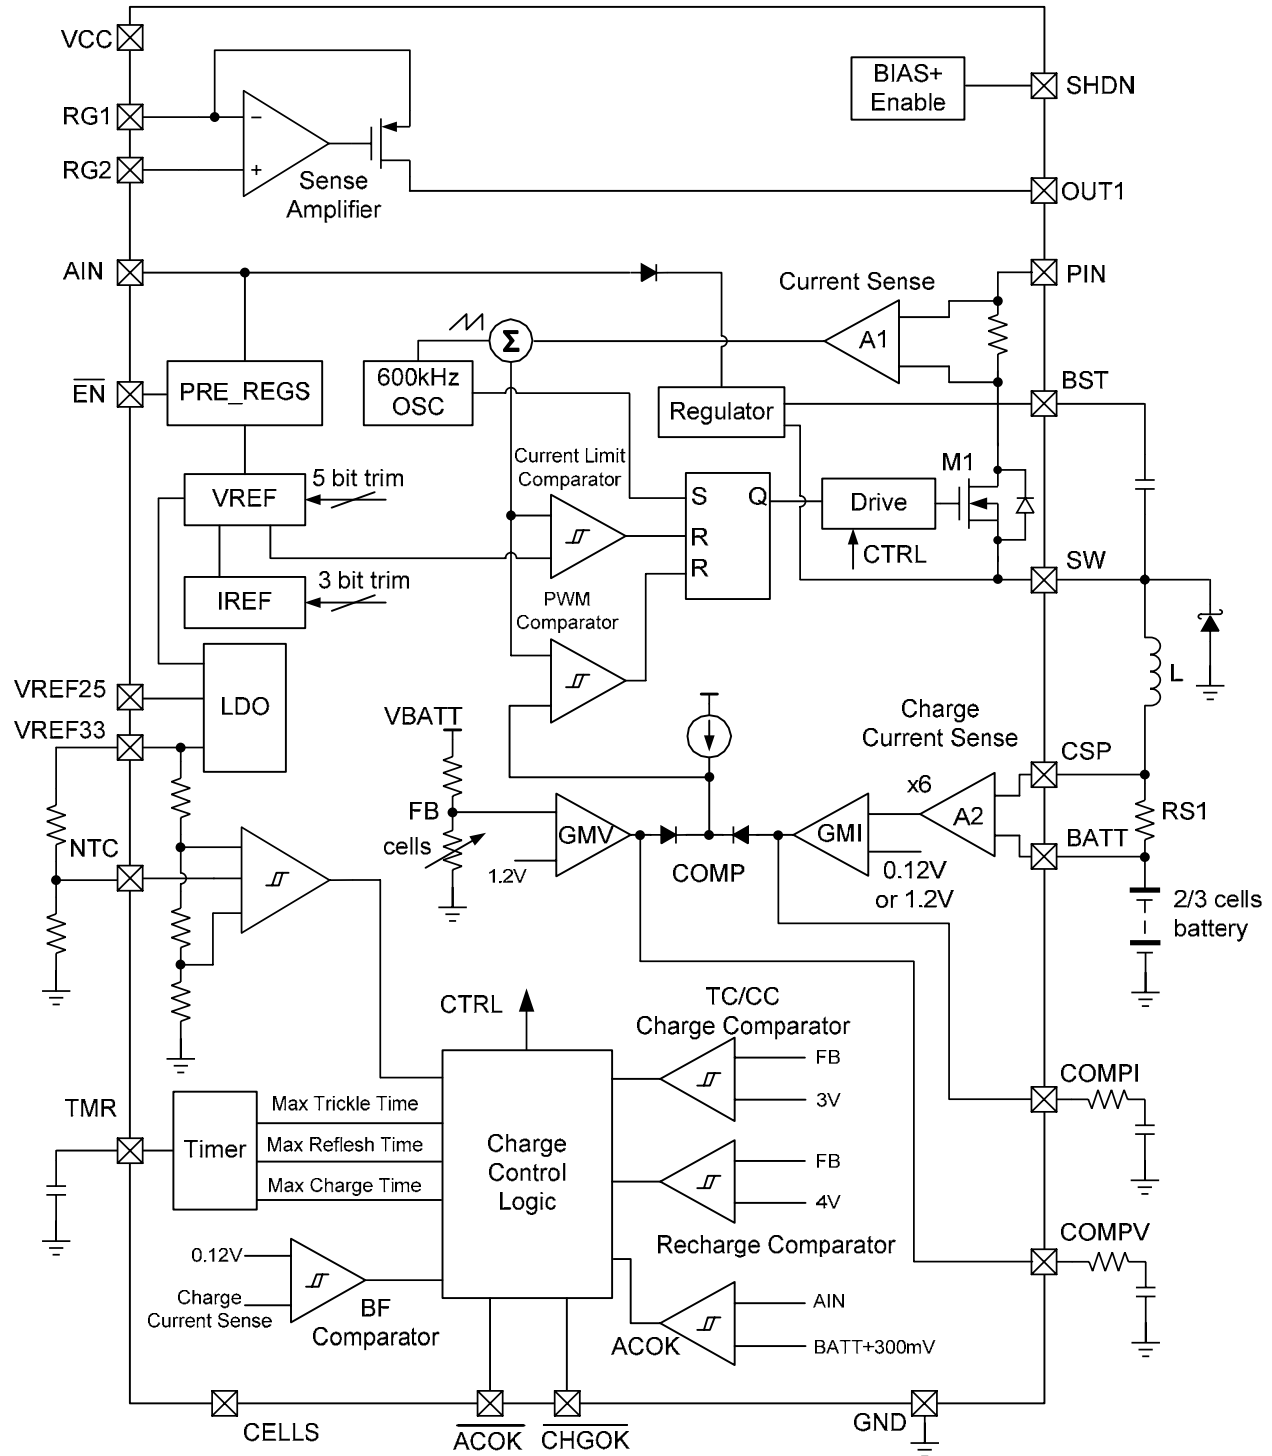 VCC
RG1
RG2
−
+
Sense
Amplifier
BIAS+
Enable
SHDN
OUT1
AIN
PIN
Current Sense
A1
Σ
EN
PRE_REGS
600kHz
OSC
Regulator
BST
VREF
5 bit trim
Current Limit
Comparator
S
R
R
Q
Drive
M1
CTRL
SW
IREF
3 bit trim
PWM
Comparator
VREF25
LDO
VREF33
L
VBATT
Charge
Current Sense
CSP
x6
A2
RS1
FB
cells
GMV
1.2V
COMP
GMI
0.12V
or 1.2V
BATT
NTC
2/3 cells
battery
CTRL
TC/CC
Charge Comparator
FB
3V
COMPI
TMR
Timer
Max Trickle Time
Max Reflesh Time
Max Charge Time
Charge
Control
Logic
FB
4V
Recharge Comparator
COMPV
0.12V
Charge
Current Sense
BF
Comparator
ACOK
AIN
BATT+300mV
CELLS
ACOK
CHGOK
GND